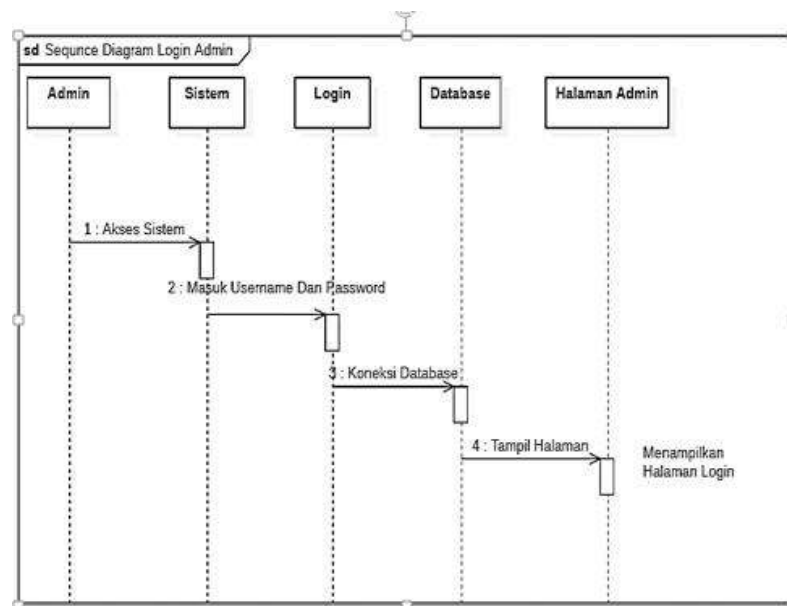 sd Sequnce Diagram Login Admin
Admin
Sistem
Login
Database
Halaman Admin
1 : Akses Sistem
2 : Masuk Username Dan Password
3 : Koneksi Database
4 : Tampil Halaman
Menampilkan
Halaman Login